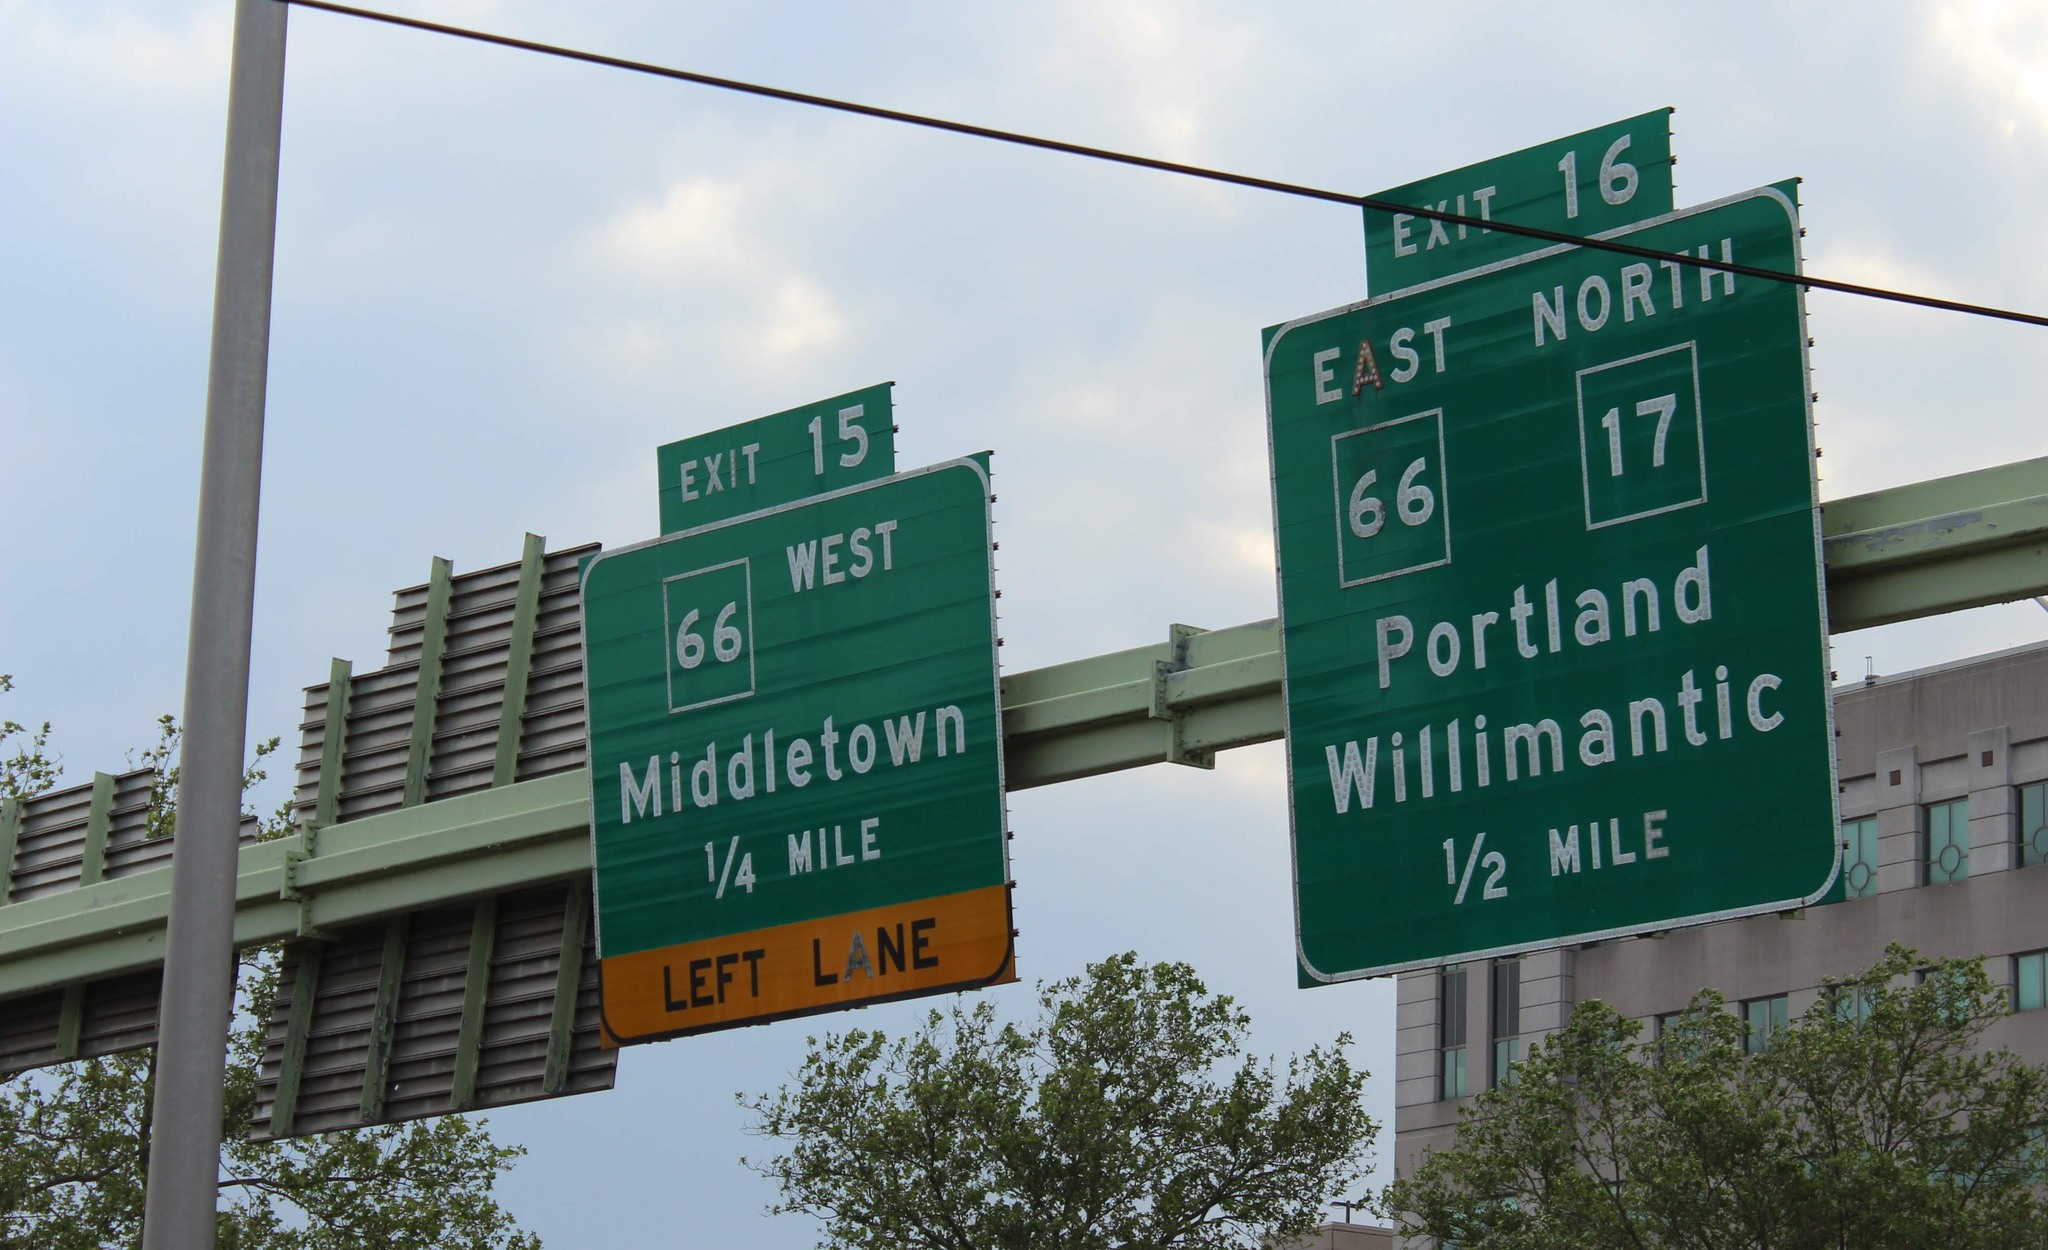 EXIT 15
66 WEST
Middletown
1/4 MILE
LEFT LANE
EXIT 16
EAST NORTH
66 17
Portland
Willimantic
1/2 MILE